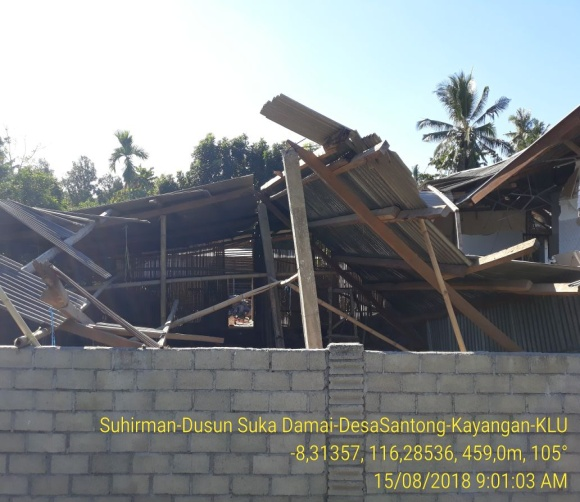 Suhirman-Dusun Suka Damai-DesaSantong-Kayangan-KLU
-8,31357, 116,28536, 459,0m, 105°
15/08/2018 9:01:03 AM